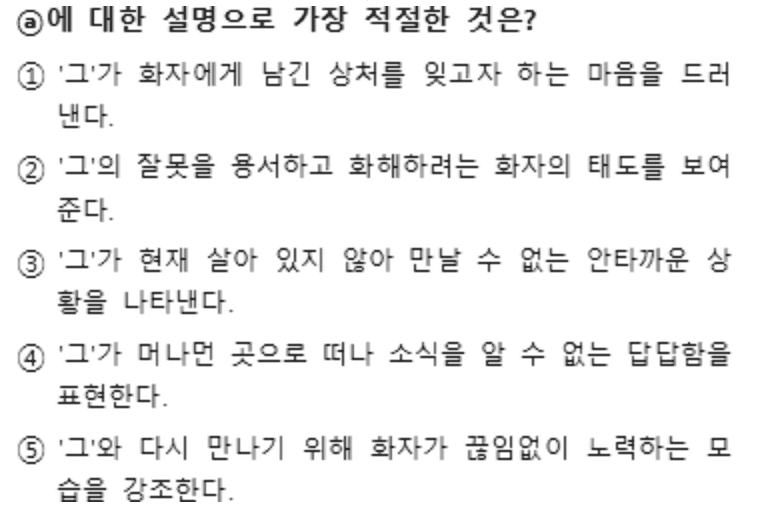 ⓐ에 대한 설명으로 가장 적절한 것은?
① '그'가 화자에게 남긴 상처를 잊고자 하는 마음을 드러
낸다.
② '그'의 잘못을 용서하고 화해하려는 화자의 태도를 보여
준다.
③ '그'가 현재 살아 있지 않아 만날 수 없는 안타까운 상
황을 나타낸다.
④ '그'가 머나먼 곳으로 떠나 소식을 알 수 없는 답답함을
표현한다.
⑤ '그'와 다시 만나기 위해 화자가 끊임없이 노력하는 모
습을 강조한다.